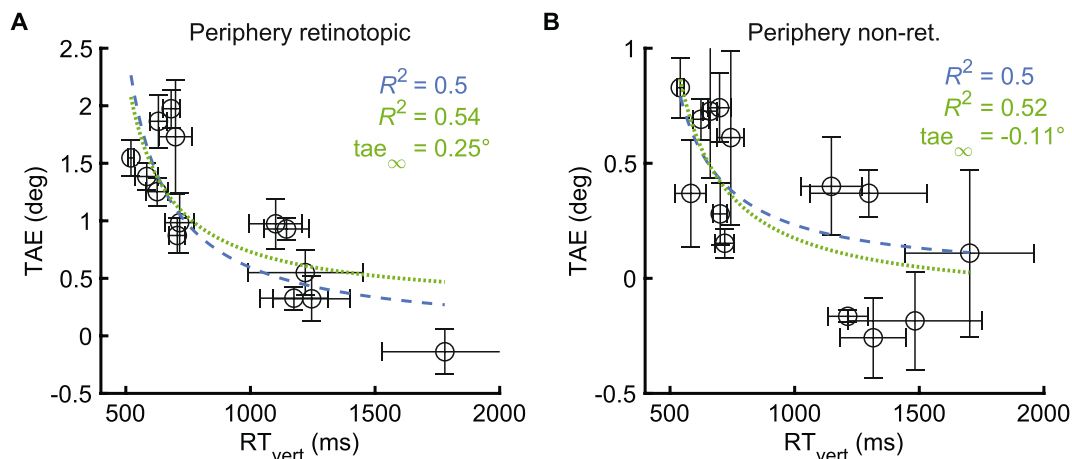 A
Periphery retinotopic
TAE (deg)
2.5
2
1.5
1
0.5
0
-0.5
R² = 0.5
R² = 0.54
tae∞ = 0.25°
500 1000 1500 2000
RTvert (ms)
B
Periphery non-ret.
TAE (deg)
1
0.5
0
-0.5
R² = 0.5
R² = 0.52
tae∞ = -0.11°
500 1000 1500 2000
RTvert (ms)